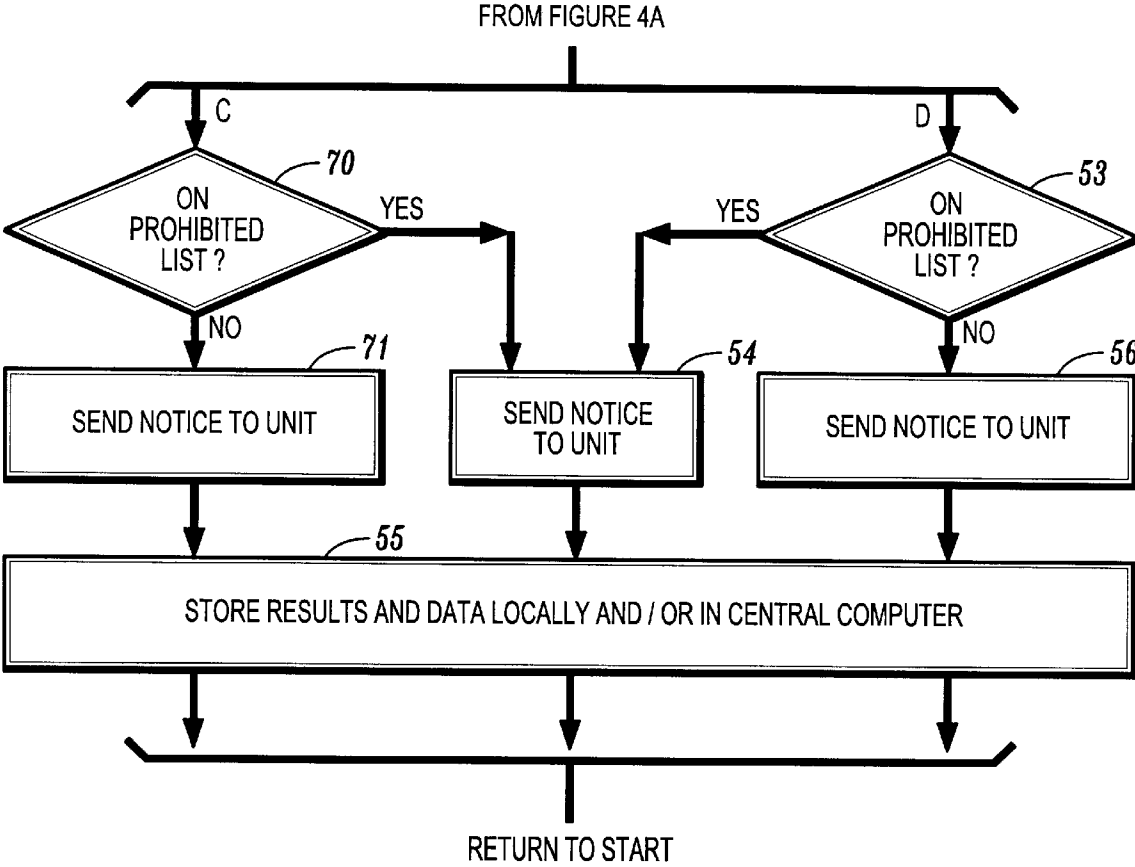 FROM FIGURE 4A
C
D
70
53
ON
PROHIBITED
LIST ?
YES
YES
ON
PROHIBITED
LIST ?
NO
NO
71
54
56
SEND NOTICE TO UNIT
SEND NOTICE
TO UNIT
SEND NOTICE TO UNIT
55
STORE RESULTS AND DATA LOCALLY AND / OR IN CENTRAL COMPUTER
RETURN TO START